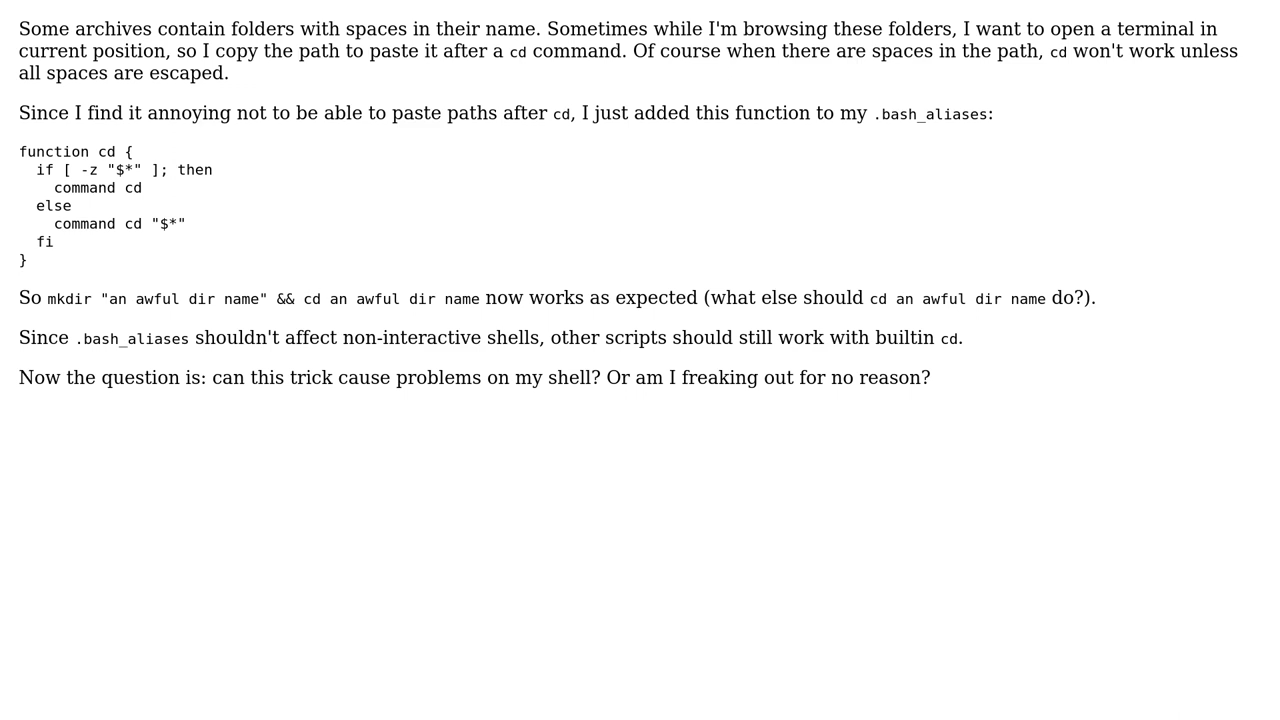 Some archives contain folders with spaces in their name. Sometimes while I'm browsing these folders, I want to open a terminal in
current position, so I copy the path to paste it after a cd command. Of course when there are spaces in the path, cd won't work unless
all spaces are escaped.
Since I find it annoying not to be able to paste paths after cd, I just added this function to my .bash_aliases:
function cd {
  if [ -z "$*" ]; then
    command cd
  else
    command cd "$*"
  fi
}
So mkdir "an awful dir name" && cd an awful dir name now works as expected (what else should cd an awful dir name do?).
Since .bash_aliases shouldn't affect non-interactive shells, other scripts should still work with builtin cd.
Now the question is: can this trick cause problems on my shell? Or am I freaking out for no reason?